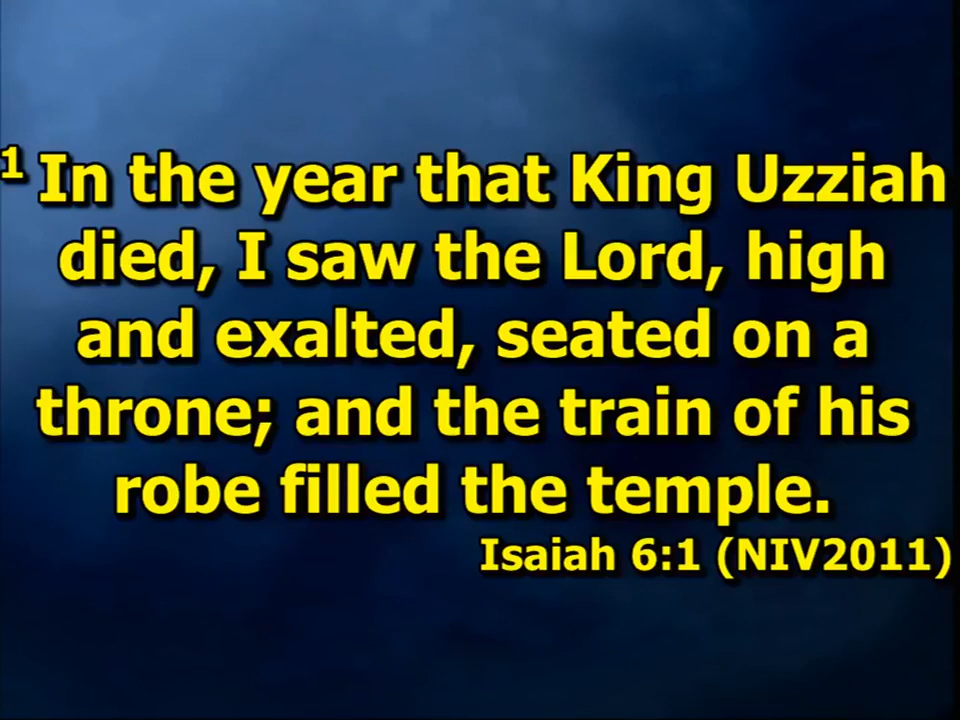 1 In the year that King Uzziah
died, I saw the Lord, high
and exalted, seated on a
throne; and the train of his
robe filled the temple.
Isaiah 6:1 (NIV2011)